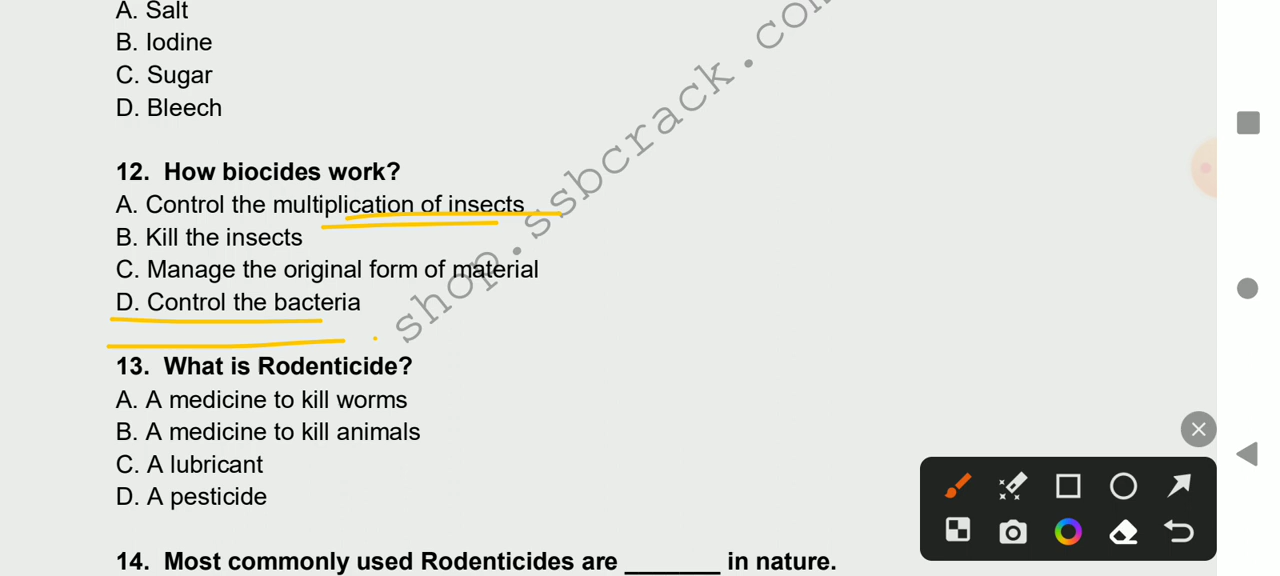 A. Salt
B. Iodine
C. Sugar
D. Bleech
12. How biocides work?
A. Control the multiplication of insects
B. Kill the insects
C. Manage the original form of material
D. Control the bacteria
13. What is Rodenticide?
A. A medicine to kill worms
B. A medicine to kill animals
C. A lubricant
D. A pesticide
14. Most commonly used Rodenticides are ______ in nature.
shop.ssbcrack.com